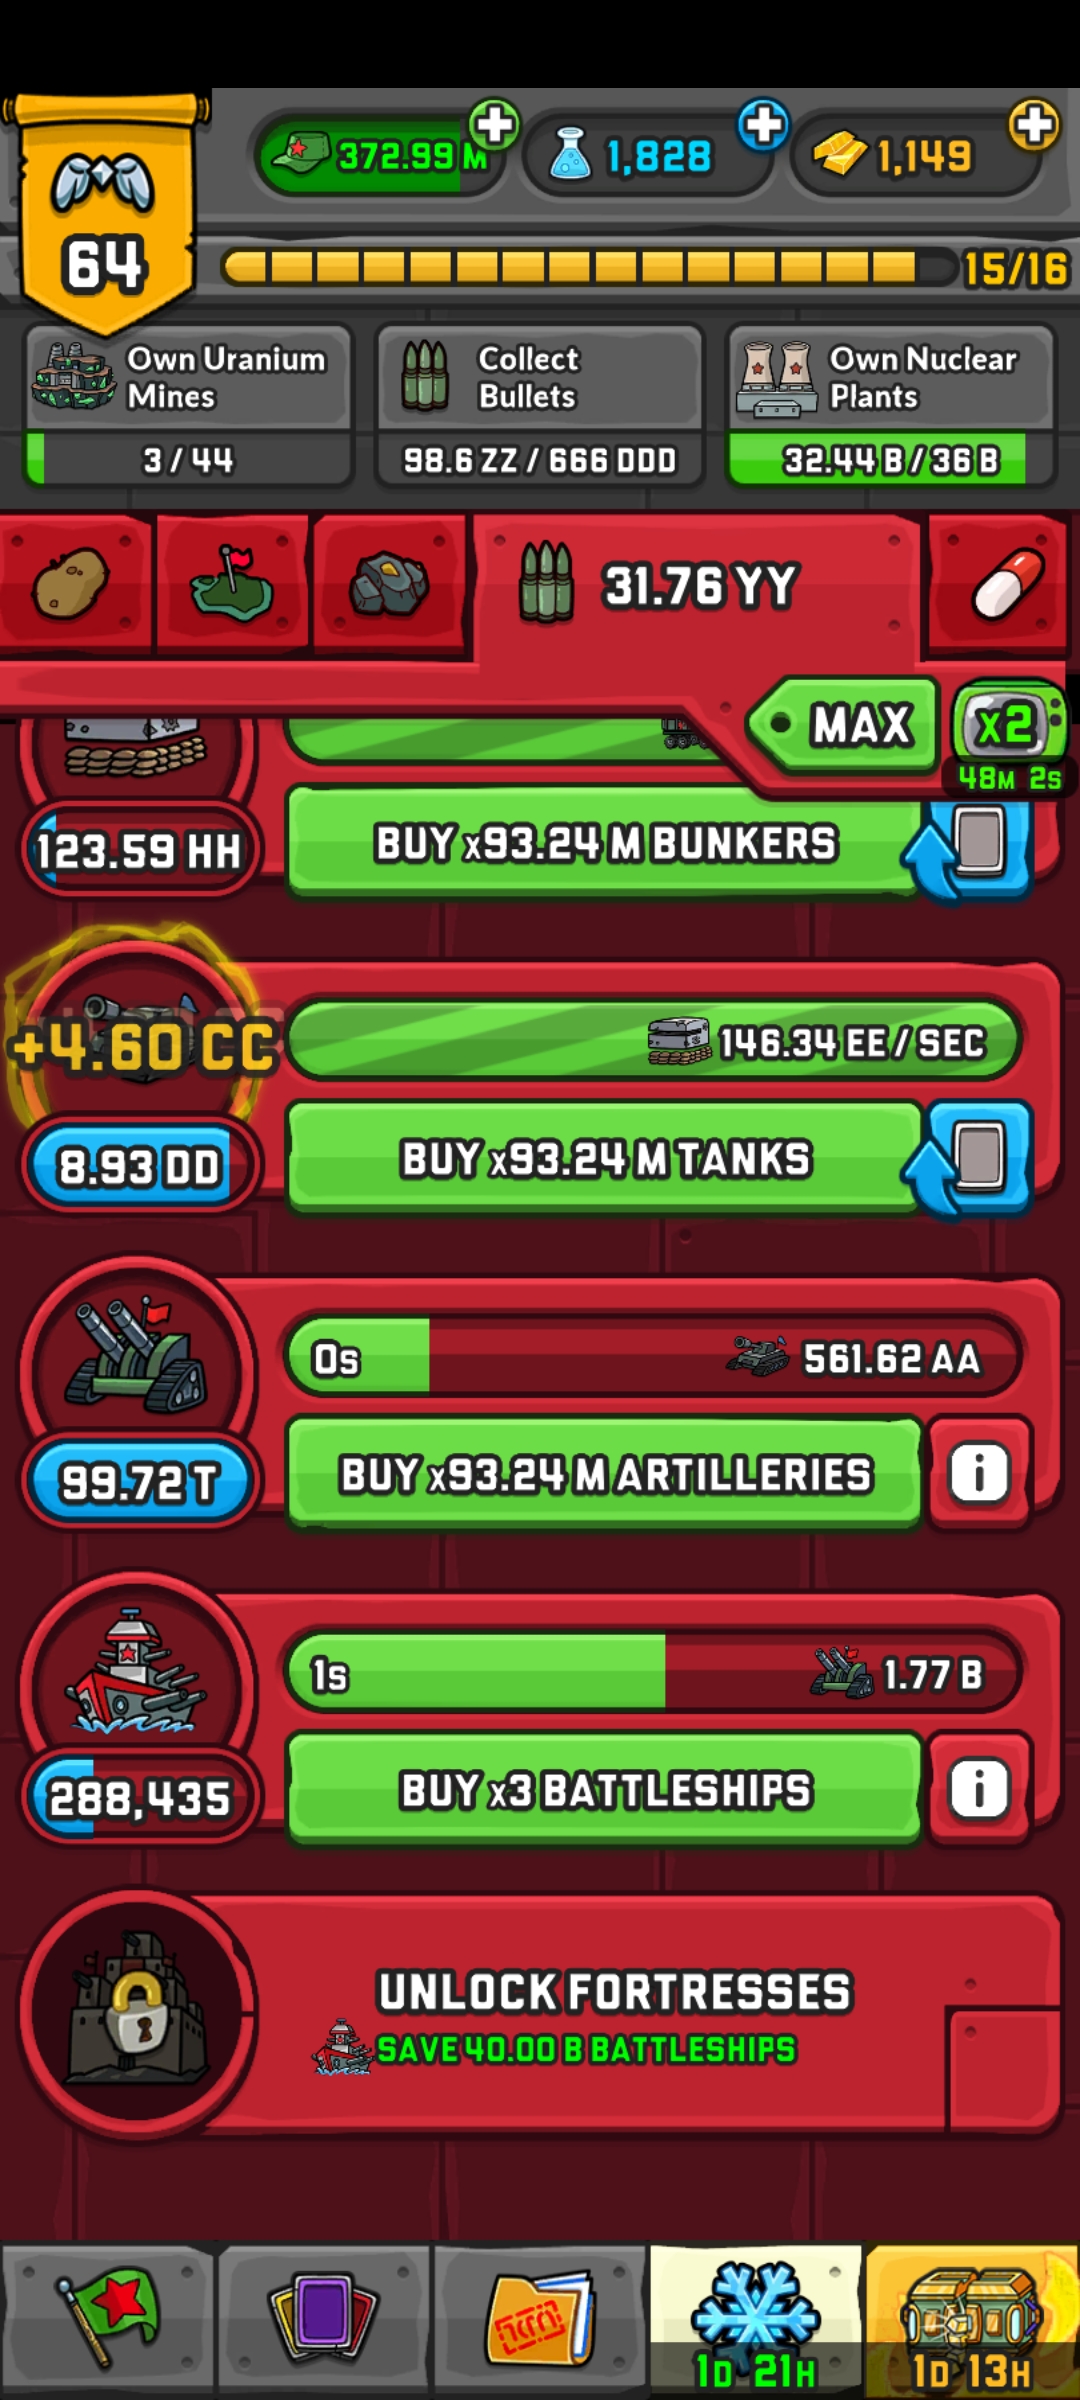 372.99 M
1,828
1,149
64
15/16
Own Uranium
Mines
3 / 44
Collect
Bullets
98.6 ZZ / 666 DDD
Own Nuclear
Plants
32.44 B / 36 B
31.76 YY
MAX
X2
48M 2S
123.59 HH
BUY x93.24 M BUNKERS
+4.60 CC
146.34 EE / SEC
8.93 DD
BUY x93.24 M TANKS
0s
561.62 AA
99.72 T
BUY x93.24 M ARTILLERIES
i
1s
1.77 B
288,435
BUY x3 BATTLESHIPS
i
UNLOCK FORTRESSES
SAVE 40.00 B BATTLESHIPS
1D 21H
1D 13H